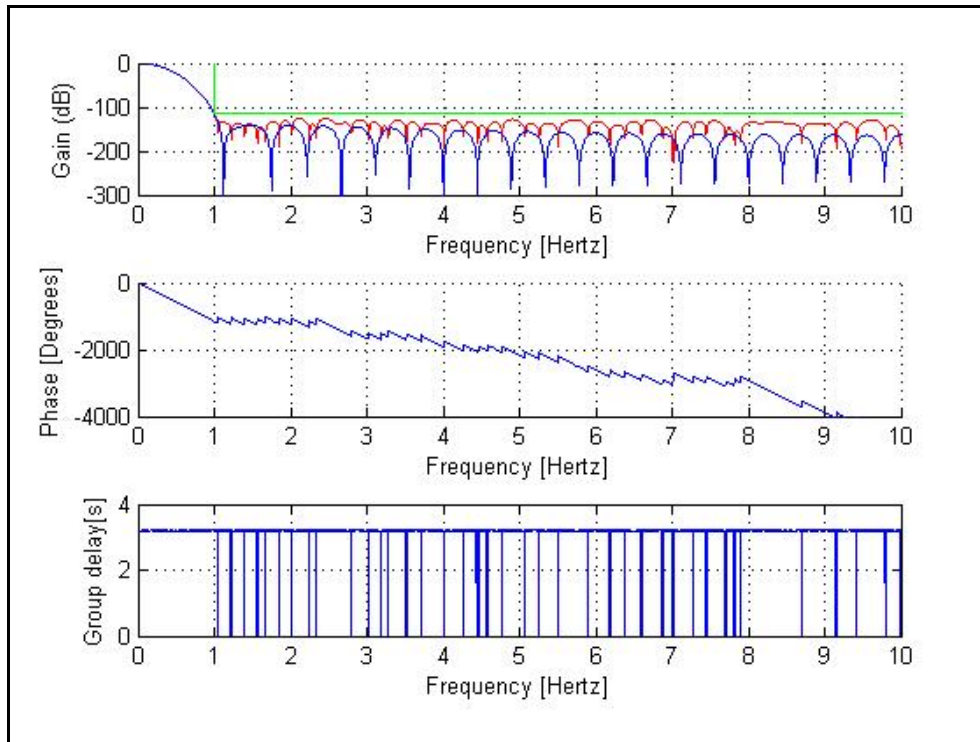 0
-100
-200
-300
Gain (dB)
0 1 2 3 4 5 6 7 8 9 10
Frequency [Hertz]
0
-2000
-4000
Phase [Degrees]
0 1 2 3 4 5 6 7 8 9 10
Frequency [Hertz]
4
2
0
Group delay[s]
0 1 2 3 4 5 6 7 8 9 10
Frequency [Hertz]